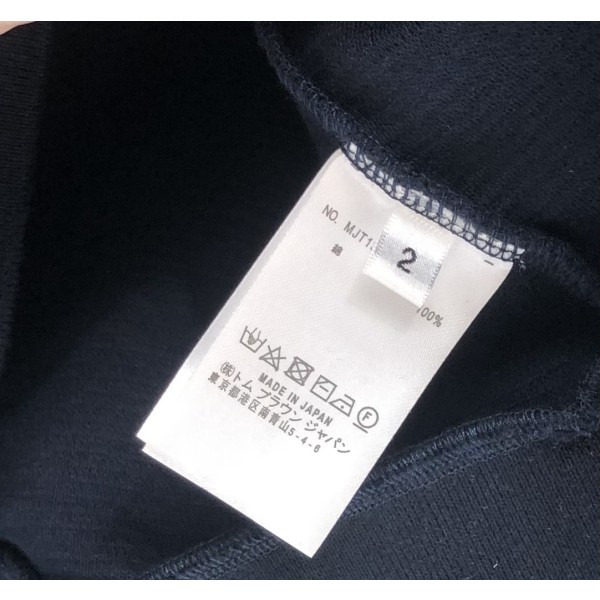 NO. MJT1
2
綿
100%
F
MADE IN JAPAN
(株)トム ブラウン ジャパン
東京都港区南青山5-4-6